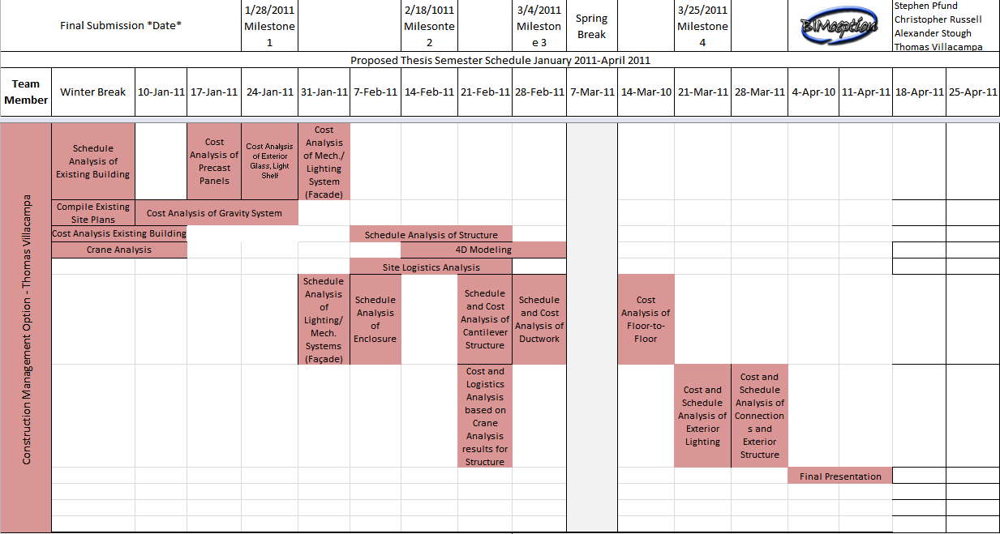 Final Submission *Date*
1/28/2011
Milestone
1
2/18/1011
Milesonte
2
3/4/2011
Mileston
e 3
Spring
Break
3/25/2011
Milestone
4
BIMception
Stephen Pfund
Christopher Russell
Alexander Stough
Thomas Villacampa
Proposed Thesis Semester Schedule January 2011-April 2011
Team
Member
Winter Break
10-Jan-11
17-Jan-11
24-Jan-11
31-Jan-11
7-Feb-11
14-Feb-11
21-Feb-11
28-Feb-11
7-Mar-11
14-Mar-10
21-Mar-11
28-Mar-11
4-Apr-10
11-Apr-11
18-Apr-11
25-Apr-11
Construction Management Option - Thomas Villacampa
Schedule
Analysis of
Existing Building
Cost
Analysis of
Precast
Panels
Cost Analysis
of Exterior
Glass, Light
Shelf
Cost
Analysis
of Mech./
Lighting
System
(Facade)
Compile Existing
Site Plans
Cost Analysis of Gravity System
Cost Analysis Existing Building
Schedule Analysis of Structure
Crane Analysis
4D Modeling
Site Logistics Analysis
Schedule
Analysis
of
Lighting/
Mech.
Systems
(Façade)
Schedule
Analysis
of
Enclosure
Schedule
and Cost
Analysis of
Cantilever
Structure
Schedule
and Cost
Analysis of
Ductwork
Cost
Analysis of
Floor-to-
Floor
Cost and
Logistics
Analysis
based on
Crane
Analysis
results for
Structure
Cost and
Schedule
Analysis of
Exterior
Lighting
Cost and
Schedule
Analysis of
Connection
s and
Exterior
Structure
Final Presentation